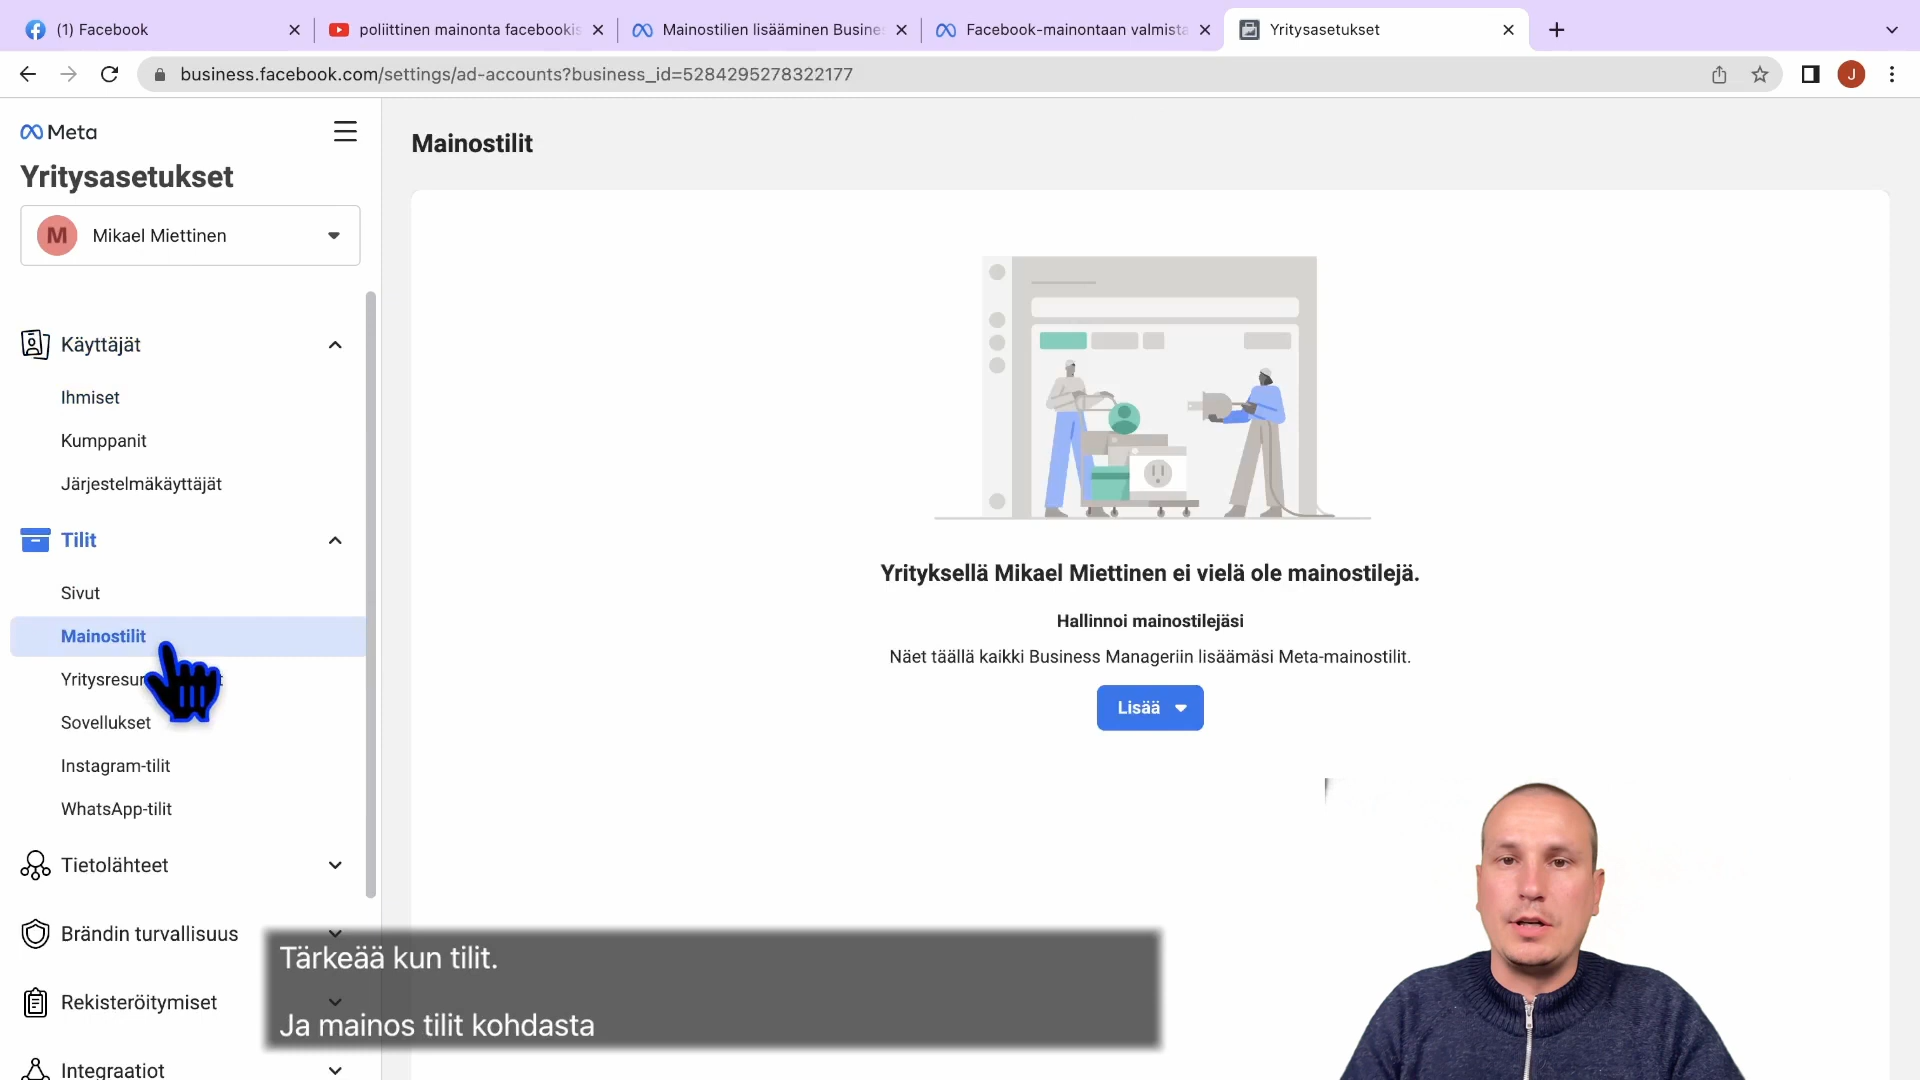 (1) Facebook
poliittinen mainonta facebookis
Mainostilien lisääminen Busine
Facebook-mainontaan valmista
Yritysasetukset
business.facebook.com/settings/ad-accounts?business_id=5284295278322177
J
Meta
Yritysasetukset
M
Mikael Miettinen
Käyttäjät
Ihmiset
Kumppanit
Järjestelmäkäyttäjät
Tilit
Sivut
Mainostilit
Sovellukset
Instagram-tilit
WhatsApp-tilit
Tietolähteet
Brändin turvallisuus
Rekisteröitymiset
Integraatiot
Mainostilit
Yrityksellä Mikael Miettinen ei vielä ole mainostilejä.
Hallinnoi mainostilejäsi
Näet täällä kaikki Business Manageriin lisäämäsi Meta-mainostilit.
Lisää
Tärkeää kun tilit.
Ja mainos tilit kohdasta